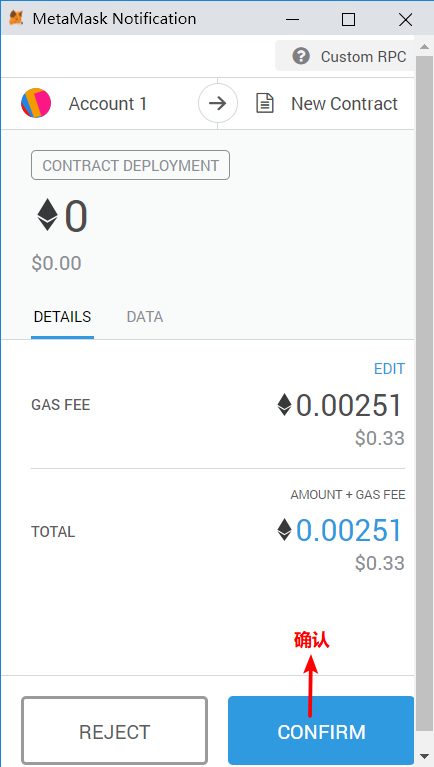 MetaMask Notification
Custom RPC
Account 1
New Contract
CONTRACT DEPLOYMENT
0
$0.00
DETAILS
DATA
EDIT
GAS FEE
0.00251
$0.33
AMOUNT + GAS FEE
TOTAL
0.00251
$0.33
确认
REJECT
CONFIRM